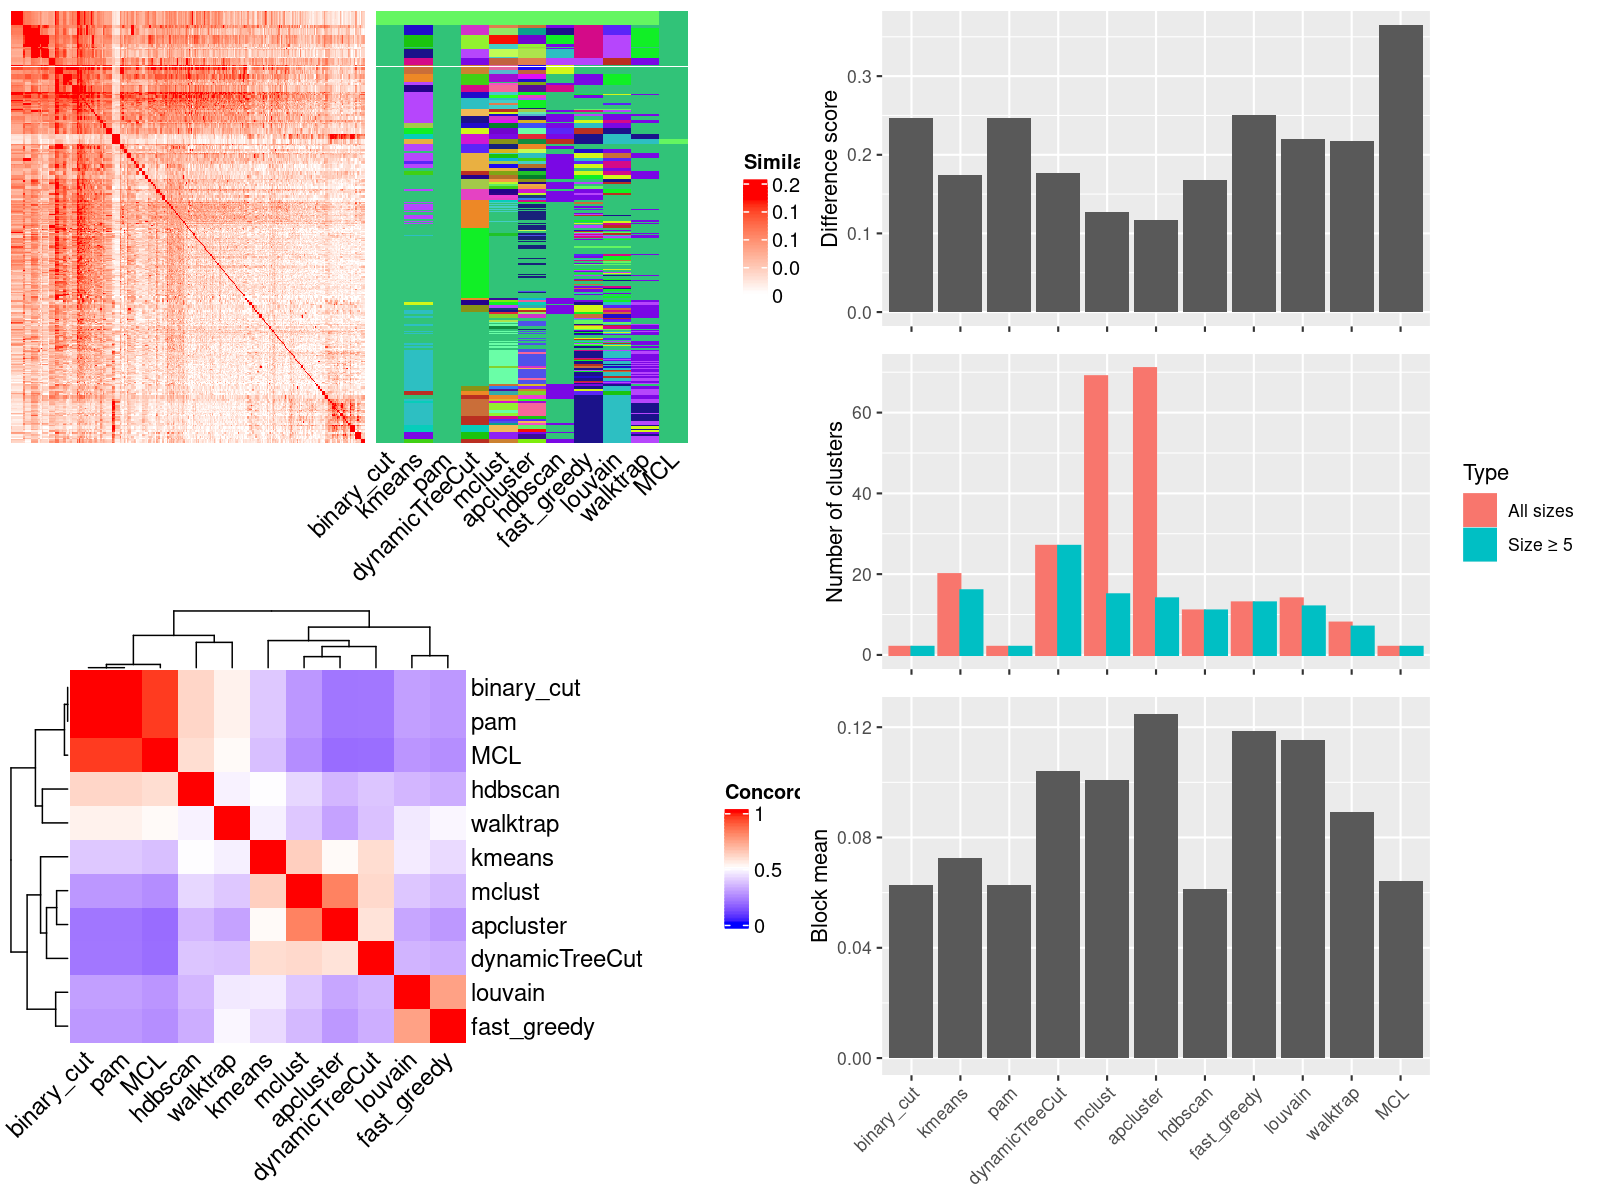 Simila
0.2
0.1
0.1
0.0
0
binary_cut
kmeans
pam
dynamicTreeCut
mclust
apcluster
hdbscan
fast_greedy
louvain
walktrap
MCL
Difference score
0.3
0.2
0.1
0.0
Number of clusters
60
40
20
0
Type
All sizes
Size ≥ 5
binary_cut
pam
MCL
hdbscan
walktrap
kmeans
mclust
apcluster
dynamicTreeCut
louvain
fast_greedy
binary_cut
pam
MCL
hdbscan
walktrap
kmeans
mclust
apcluster
dynamicTreeCut
louvain
fast_greedy
Concord
1
0.5
0
Block mean
0.12
0.08
0.04
0.00
binary_cut
kmeans
pam
dynamicTreeCut
mclust
apcluster
hdbscan
fast_greedy
louvain
walktrap
MCL